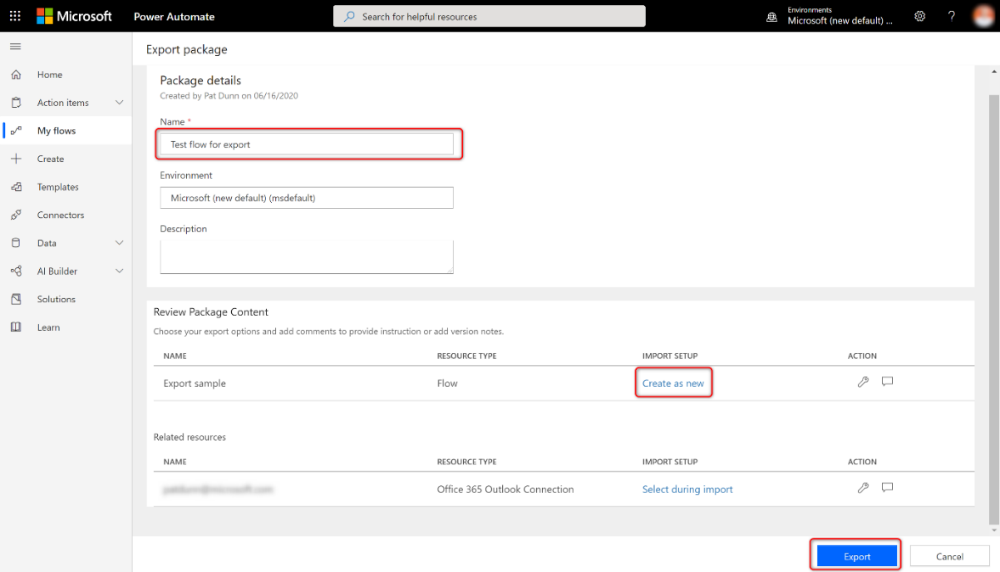 Microsoft
Power Automate
Search for helpful resources
Environments
Microsoft (new default) ...
?
Export package
Home
Action items
My flows
Create
Templates
Connectors
Data
AI Builder
Solutions
Learn
Package details
Created by Pat Dunn on 06/16/2020
Name *
Test flow for export
Environment
Microsoft (new default) (msdefault)
Description
Review Package Content
Choose your export options and add comments to provide instruction or add version notes.
NAME RESOURCE TYPE IMPORT SETUP ACTION
Export sample Flow Create as new
Related resources
NAME RESOURCE TYPE IMPORT SETUP ACTION
Office 365 Outlook Connection Select during import
Export Cancel